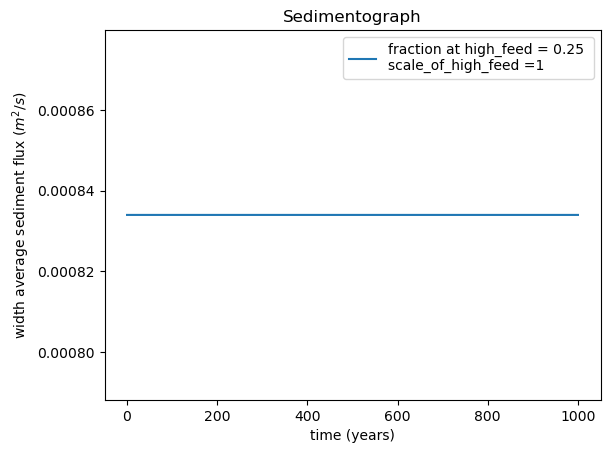 Sedimentograph
fraction at high_feed = 0.25
scale_of_high_feed =1
width average sediment flux (m²/s)
0.00086
0.00084
0.00082
0.00080
0 200 400 600 800 1000
time (years)